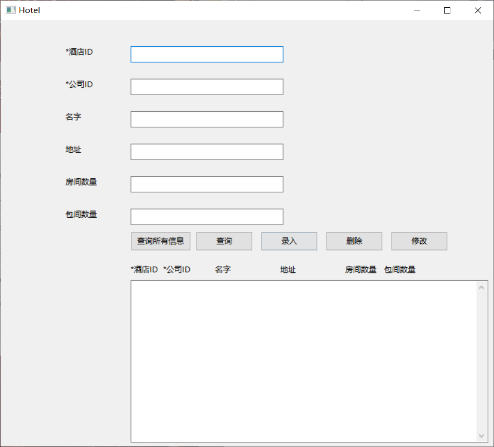 Hotel
*酒店ID
*公司ID
名字
地址
房间数量
包间数量
查询所有信息 查询 录入 删除 修改
*酒店ID *公司ID 名字 地址 房间数量 包间数量